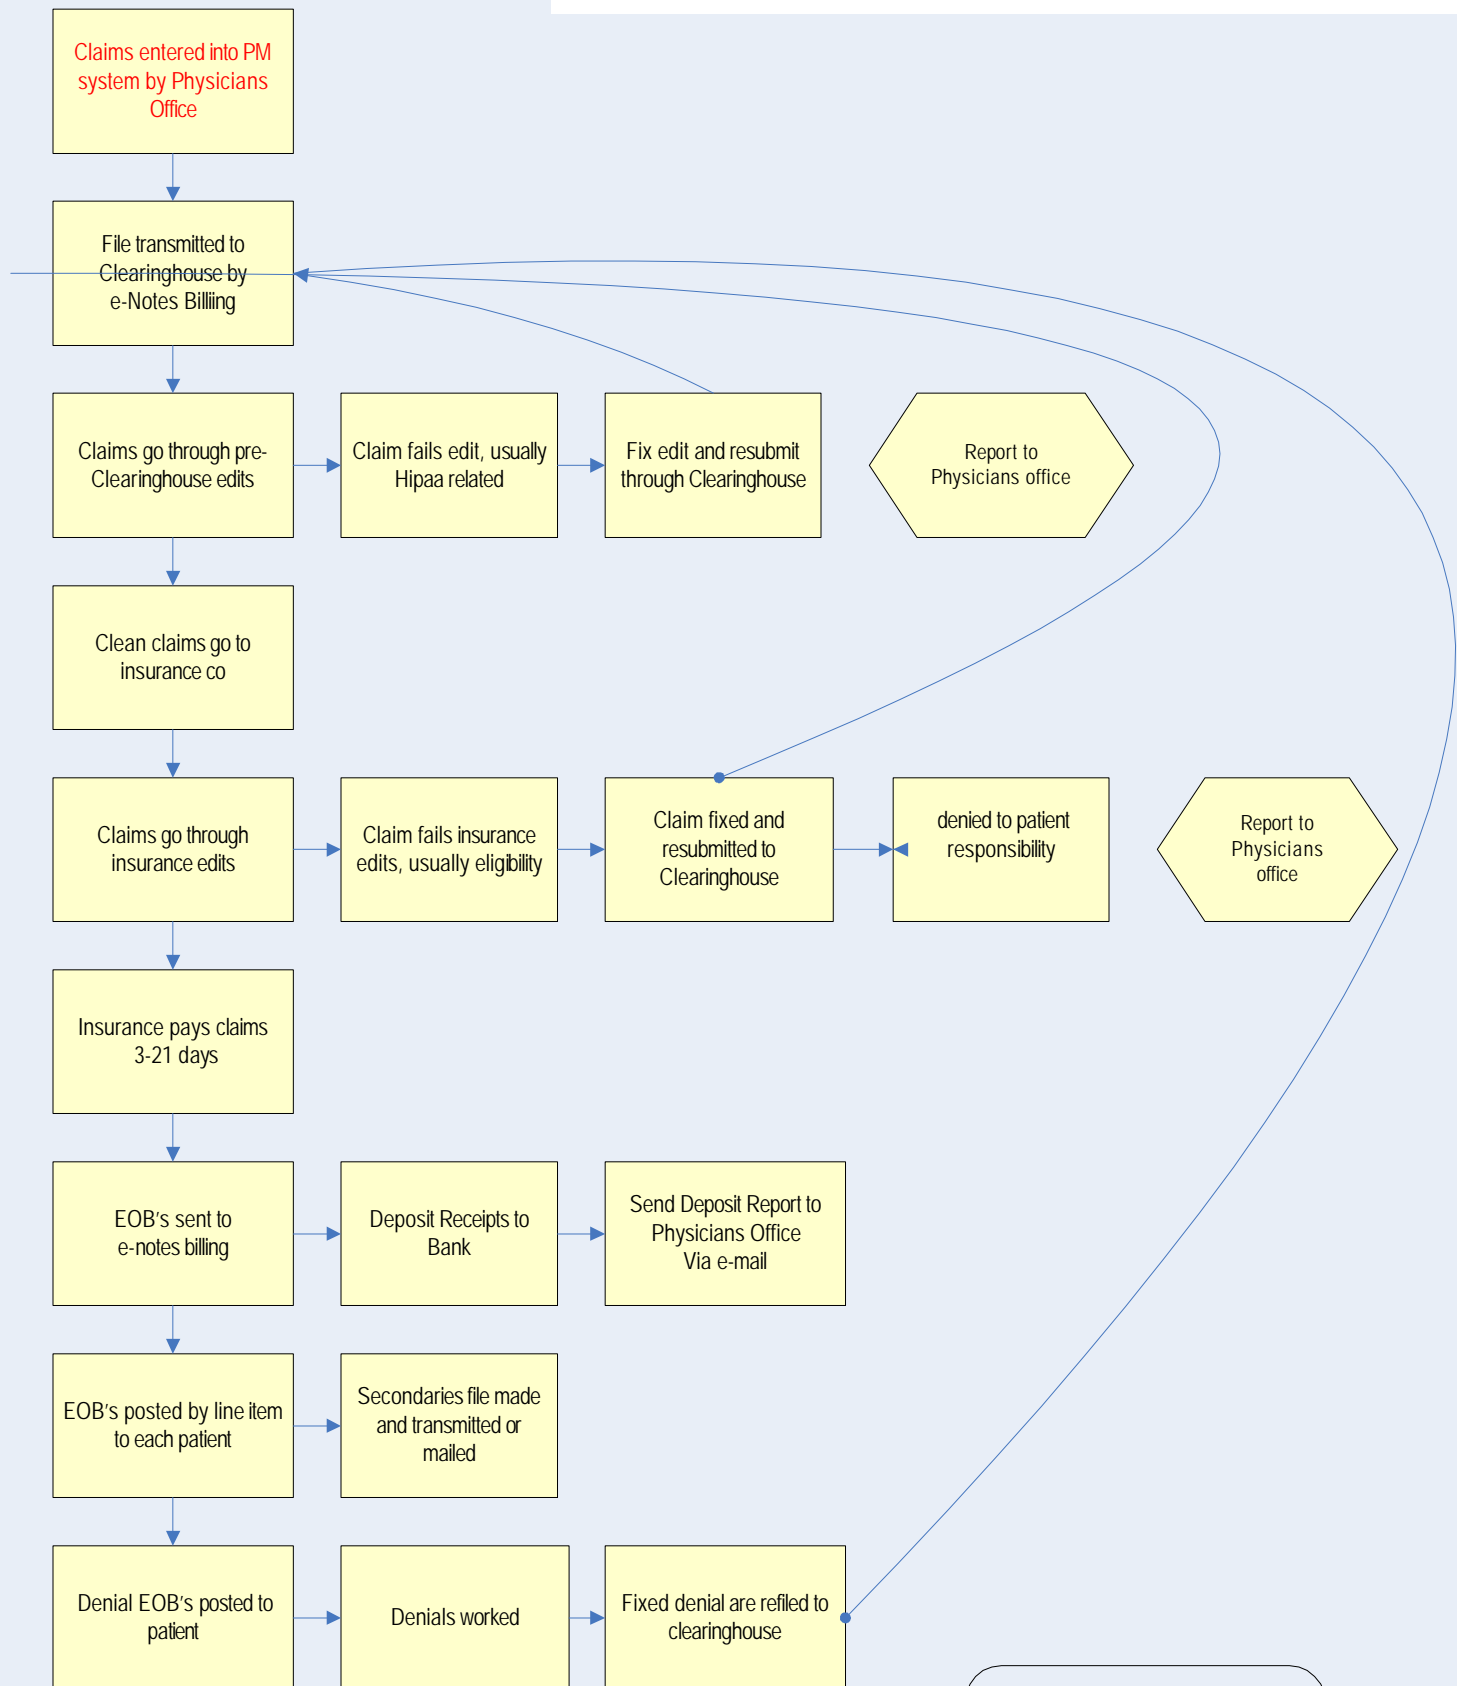 Claims entered into PM
system by Physicians
Office
File transmitted to
Clearinghouse by
e-Notes Billiing
Claims go through pre-
Clearinghouse edits
Claim fails edit, usually
Hipaa related
Fix edit and resubmit
through Clearinghouse
Report to
Physicians office
Clean claims go to
insurance co
Claims go through
insurance edits
Claim fails insurance
edits, usually eligibility
Claim fixed and
resubmitted to
Clearinghouse
denied to patient
responsibility
Report to
Physicians
office
Insurance pays claims
3-21 days
EOB's sent to
e-notes billing
Deposit Receipts to
Bank
Send Deposit Report to
Physicians Office
Via e-mail
EOB's posted by line item
to each patient
Secondaries file made
and transmitted or
mailed
Denial EOB's posted to
patient
Denials worked
Fixed denial are refiled to
clearinghouse